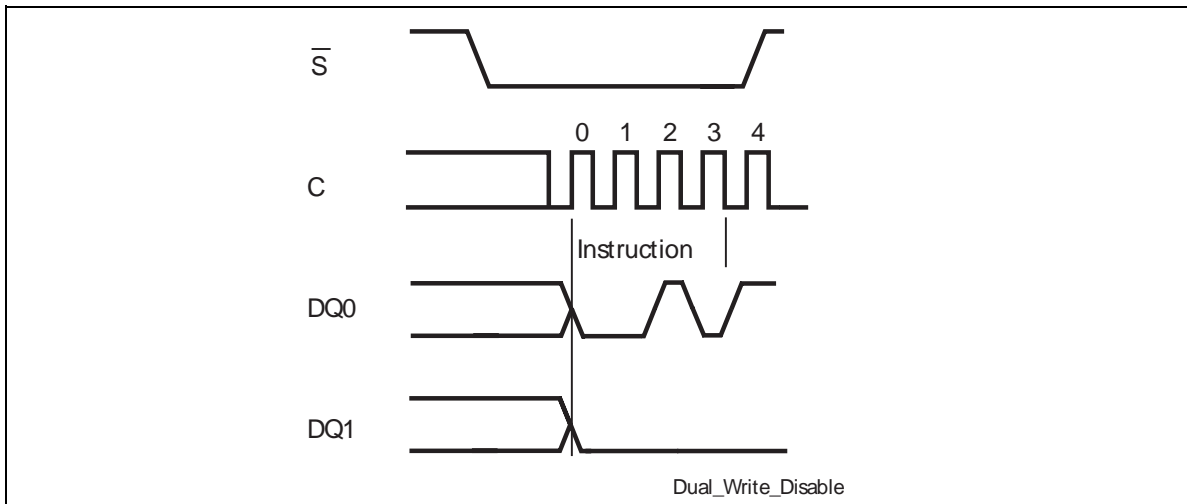 S
0 1 2 3 4
C
Instruction
DQ0
DQ1
Dual_Write_Disable